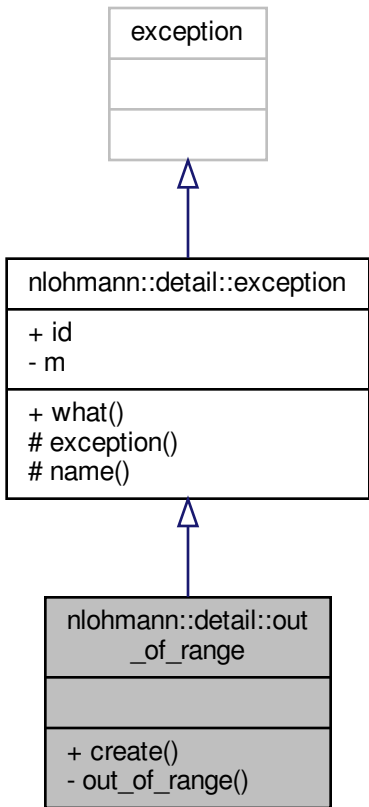 exception
nlohmann::detail::exception
+ id
- m
+ what()
# exception()
# name()
nlohmann::detail::out
_of_range
+ create()
- out_of_range()